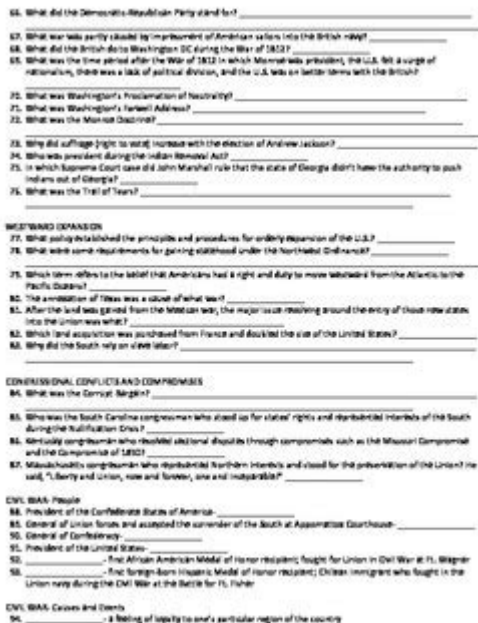 66. What did the Democratic-Republican Party stand for?
67. What war was partly caused by impressment of American sailors into the British navy?
68. What did the British do to Washington DC during the War of 1812?
69. What was the time period after the War of 1812 in which Monroe was president, the U.S. felt a surge of
nationalism, there was a lack of political division, and the U.S. was on better terms with the British?
70. What was Washington's Proclamation of Neutrality?
71. What was Washington's Farewell Address?
72. What was the Monroe Doctrine?
73. Why did suffrage (right to vote) increase with the election of Andrew Jackson?
74. Who was president during the Indian Removal Act?
75. In which Supreme Court case did John Marshall rule that the state of Georgia didn't have the authority to push
Indians out of Georgia?
76. What was the Trail of Tears?
WESTWARD EXPANSION
77. What policy established the principles and procedures for orderly expansion of the U.S.?
78. What were some requirements for gaining statehood under the Northwest Ordinance?
79. Which term refers to the belief that Americans had a right and duty to move westward from the Atlantic to the
Pacific Oceans?
80. The annexation of Texas was a cause of what war?
81. After the land was gained from the Mexican war, the major issue revolving around the entry of those new states
into the Union was what?
82. Which land acquisition was purchased from France and doubled the size of the United States?
83. Why did the South rely on slave labor?
CONGRESSIONAL CONFLICTS AND COMPROMISES
84. What was the Corrupt Bargain?
85. Who was the South Carolina congressman who stood up for states' rights and represented interests of the South
during the Nullification Crisis?
86. Kentucky congressman who resolved sectional disputes through compromises such as the Missouri Compromise
and the Compromise of 1850?
87. Massachusetts congressman who represented Northern interests and stood for the preservation of the Union? He
said, "Liberty and Union, now and forever, one and inseparable!"
CIVIL WAR: People
88. President of the Confederate States of America-
89. General of Union forces and accepted the surrender of the South at Appomattox Courthouse-
90. General of Confederacy-
91. President of the United States-
92. - first African American Medal of Honor recipient; fought for Union in Civil War at Ft. Wagner
93. - first foreign-born Hispanic Medal of Honor recipient; Chilean immigrant who fought in the
Union navy during the Civil War at the Battle for Ft. Fisher
CIVIL WAR: Causes and Events
94. - a feeling of loyalty to one's particular region of the country